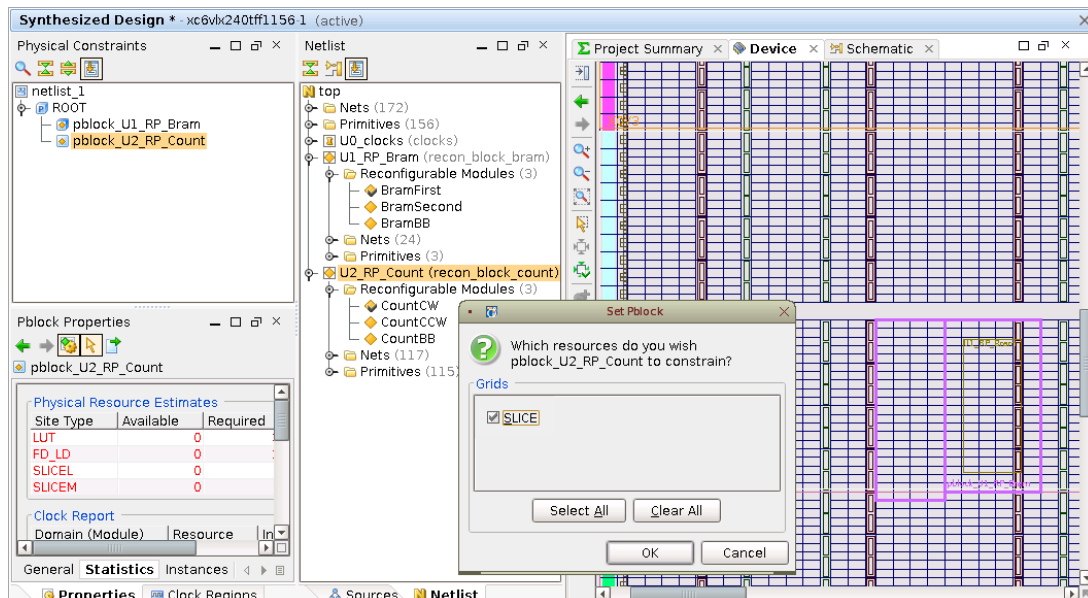 Synthesized Design * - xc6vlx240tff1156-1 (active)
Physical Constraints
netlist_1
ROOT
pblock_U1_RP_Bram
pblock_U2_RP_Count
Pblock Properties
pblock_U2_RP_Count
Physical Resource Estimates
Site Type Available Required
LUT 0
FD_LD 0
SLICEL 0
SLICEM 0
Clock Report
Domain (Module) Resource In
General Statistics Instances
Properties Clock Regions
Netlist
top
Nets (172)
Primitives (156)
U0_clocks (clocks)
U1_RP_Bram (recon_block_bram)
Reconfigurable Modules (3)
BramFirst
BramSecond
BramBB
Nets (24)
Primitives (3)
U2_RP_Count (recon_block_count)
Reconfigurable Modules (3)
CountCW
CountCCW
CountBB
Nets (117)
Primitives (115)
Sources Netlist
Project Summary Device Schematic
Set Pblock
Which resources do you wish
pblock_U2_RP_Count to constrain?
Grids
SLICE
Select All Clear All
OK Cancel